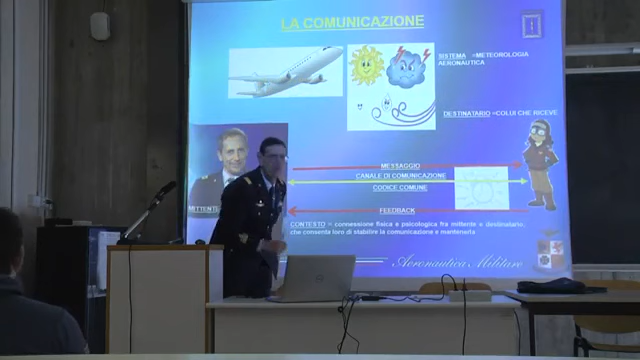 LA COMUNICAZIONE
SISTEMA =METEOROLOGIA
AERONAUTICA
DESTINATARIO =COLUI CHE RICEVE
MESSAGGIO
CANALE DI COMUNICAZIONE
CODICE COMUNE
MITTENTE
FEEDBACK
CONTESTO = connessione fisica e psicologica fra mittente e destinatario,
che consenta loro di stabilire la comunicazione e mantenerla
Aeronautica Militare